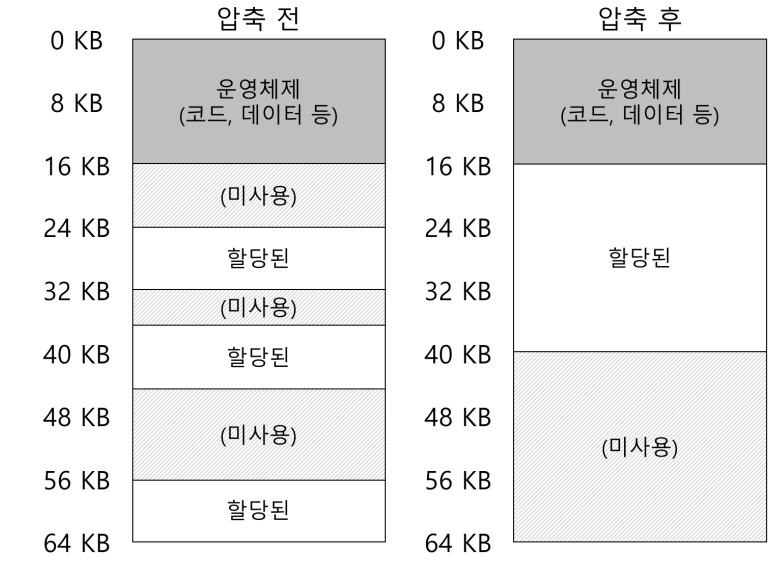 압축 전
0 KB
8 KB
16 KB
24 KB
32 KB
40 KB
48 KB
56 KB
64 KB
운영체제
(코드, 데이터 등)
(미사용)
할당된
(미사용)
할당된
(미사용)
할당된
압축 후
0 KB
8 KB
16 KB
24 KB
32 KB
40 KB
48 KB
56 KB
64 KB
운영체제
(코드, 데이터 등)
할당된
(미사용)